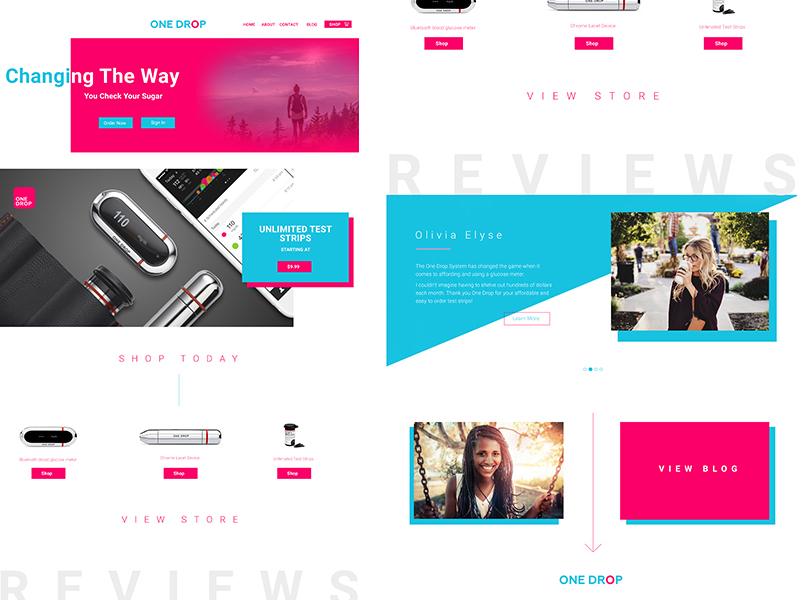 ONE DROP
HOME ABOUT CONTACT BLOG SHOP
Changing The Way
You Check Your Sugar
Order Now Sign In
ONE
DROP
110
UNLIMITED TEST
STRIPS
STARTING AT
$9.99
SHOP TODAY
ONE DROP
Bluetooth blood glucose meter
Chrome Lacet Device
Unlimited Test Strips
Shop Shop Shop
VIEW STORE
REVIEWS
Bluetooth blood glucose meter
Chrome Lacet Device
Unlimited Test Strips
Shop Shop Shop
VIEW STORE
REVIEWS
Olivia Elyse
The One Drop System has changed the game when it
comes to affording and using a glucose meter.
I couldn't imagine having to shelve out hundreds of dollars
each month. Thank you One Drop for your affordable and
easy to order test strips!
Learn More
VIEW BLOG
ONE DROP